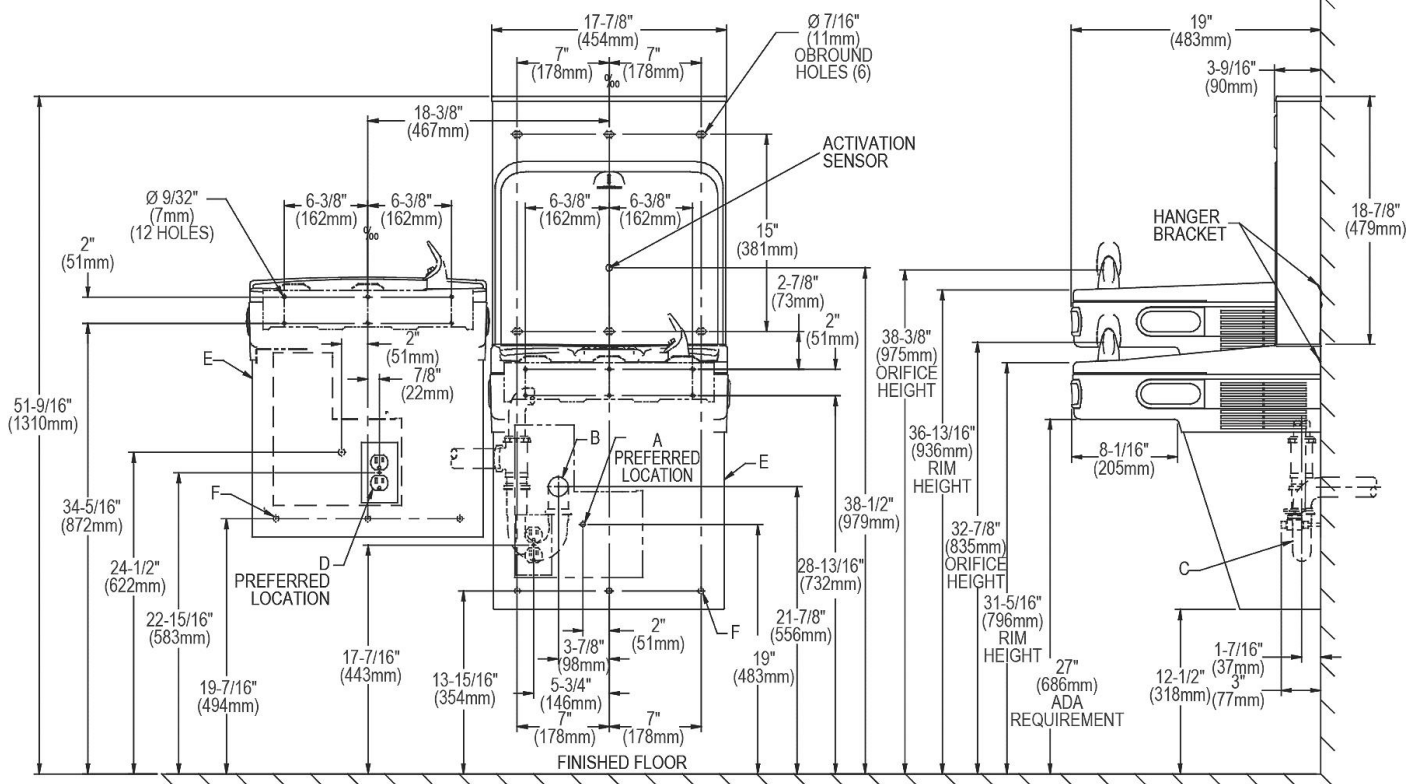 17-7/8"
(454mm)
7"
(178mm)
7"
(178mm)
Ø 7/16"
(11mm)
OBROUND
HOLES (6)
19"
(483mm)
3-9/16"
(90mm)
18-3/8"
(467mm)
ACTIVATION
SENSOR
Ø 9/32"
(7mm)
(12 HOLES)
6-3/8"
(162mm)
6-3/8"
(162mm)
6-3/8"
(162mm)
6-3/8"
(162mm)
15"
(381mm)
HANGER
BRACKET
18-7/8"
(479mm)
2"
(51mm)
2-7/8"
(73mm)
2"
(51mm)
38-3/8"
(975mm)
ORIFICE
HEIGHT
E
2"
(51mm)
7/8"
(22mm)
51-9/16"
(1310mm)
36-13/16"
(936mm)
RIM
HEIGHT
8-1/16"
(205mm)
B
A
PREFERRED
LOCATION
E
34-5/16"
(872mm)
F
38-1/2"
(979mm)
32-7/8"
(835mm)
ORIFICE
HEIGHT
24-1/2"
(622mm)
D
PREFERRED
LOCATION
28-13/16"
(732mm)
C
22-15/16"
(583mm)
31-5/16"
(796mm)
RIM
HEIGHT
21-7/8"
(556mm)
F
2"
(51mm)
3-7/8"
(98mm)
17-7/16"
(443mm)
19"
(483mm)
1-7/16"
(37mm)
3"
(77mm)
12-1/2"
(318mm)
27"
(686mm)
ADA
REQUIREMENT
19-7/16"
(494mm)
13-15/16"
(354mm)
5-3/4"
(146mm)
7"
(178mm)
7"
(178mm)
FINISHED FLOOR